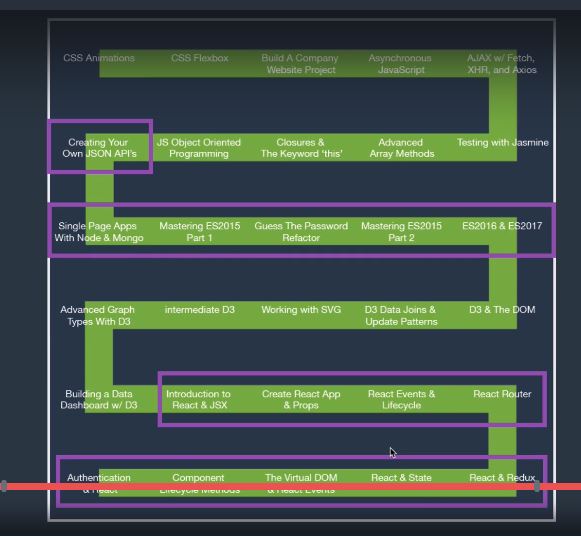 CSS Animations
CSS Flexbox
Build A Company
Website Project
Asynchronous
JavaScript
AJAX w/ Fetch,
XHR, and Axios
Creating Your
Own JSON API's
JS Object Oriented
Programming
Closures &
The Keyword 'this'
Advanced
Array Methods
Testing with Jasmine
Single Page Apps
With Node & Mongo
Mastering ES2015
Part 1
Guess The Password
Refactor
Mastering ES2015
Part 2
ES2016 & ES2017
Advanced Graph
Types With D3
intermediate D3
Working with SVG
D3 Data Joins &
Update Patterns
D3 & The DOM
Building a Data
Dashboard w/ D3
Introduction to
React & JSX
Create React App
& Props
React Events &
Lifecycle
React Router
Authentication
& React
Component
Lifecycle Methods
The Virtual DOM
& React Events
React & State
React & Redux